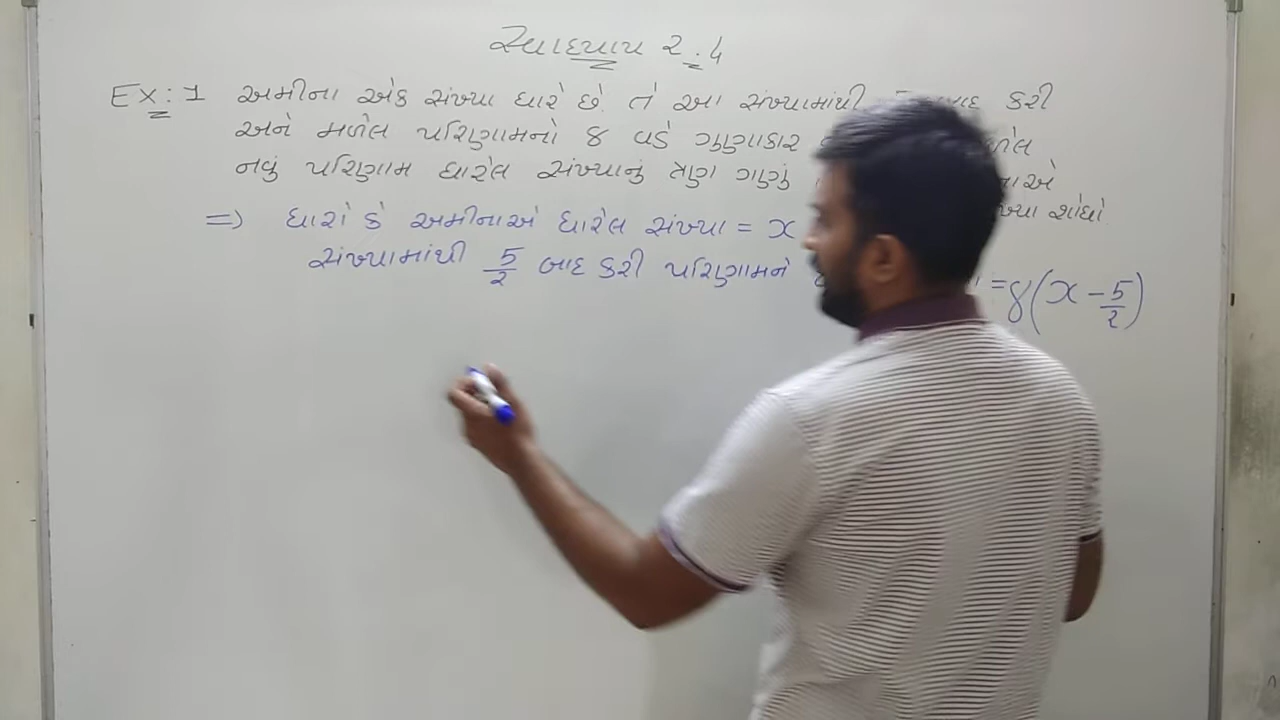 સ્વાધ્યાય ૨.૪
Ex: 1 અમીના એક સંખ્યા ધારે છે. તે આ સંખ્યામાંથી બાદ કરી
અને મળેલ પરિણામનો ૪ વડે ગુણાકાર
નવું પરિણામ ધારેલ સંખ્યાનું ત્રણ ગણું
શોધો
=> ધારો કે અમીનાએ ધારેલ સંખ્યા = x
સંખ્યામાંથી 5/2 બાદ કરી પરિણામને = 8(x - 5/2)